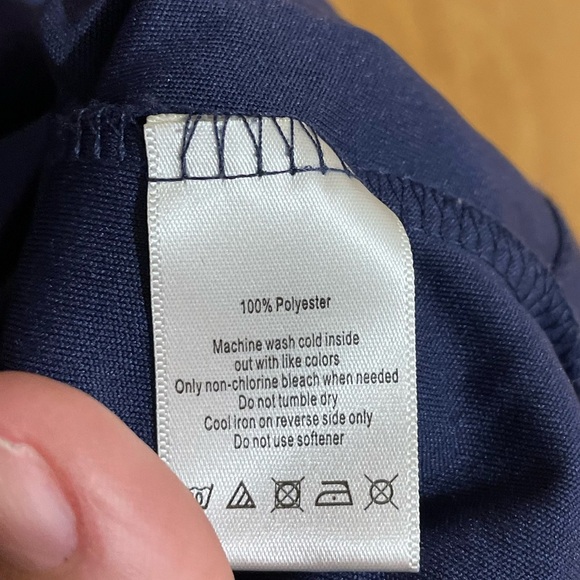 100% Polyester
Machine wash cold inside
out with like colors
Only non-chlorine bleach when needed
Do not tumble dry
Cool iron on reverse side only
Do not use softener